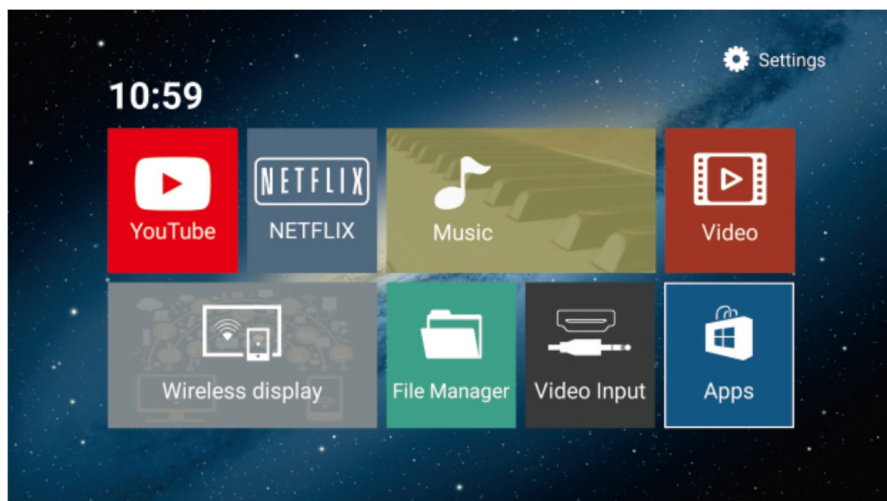 Settings
10:59
NETFLIX
YouTube
NETFLIX
Music
Video
Wireless display
File Manager
Video Input
Apps